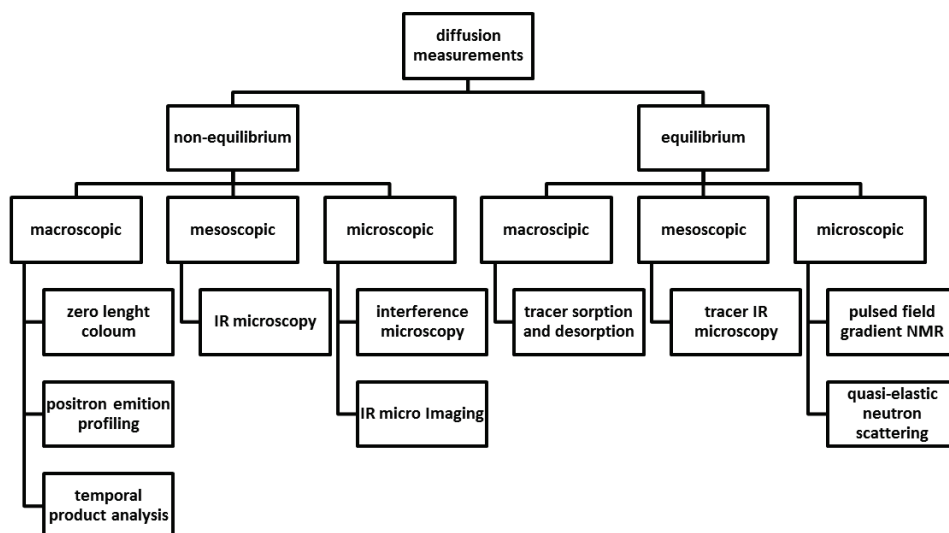 diffusion
measurements
non-equilibrium
equilibrium
macroscopic
mesoscopic
microscopic
macroscipic
mesoscopic
microscopic
zero lenght
coloum
IR microscopy
interference
microscopy
tracer sorption
and desorption
tracer IR
microscopy
pulsed field
gradient NMR
positron emition
profiling
IR micro Imaging
quasi-elastic
neutron
scattering
temporal
product analysis